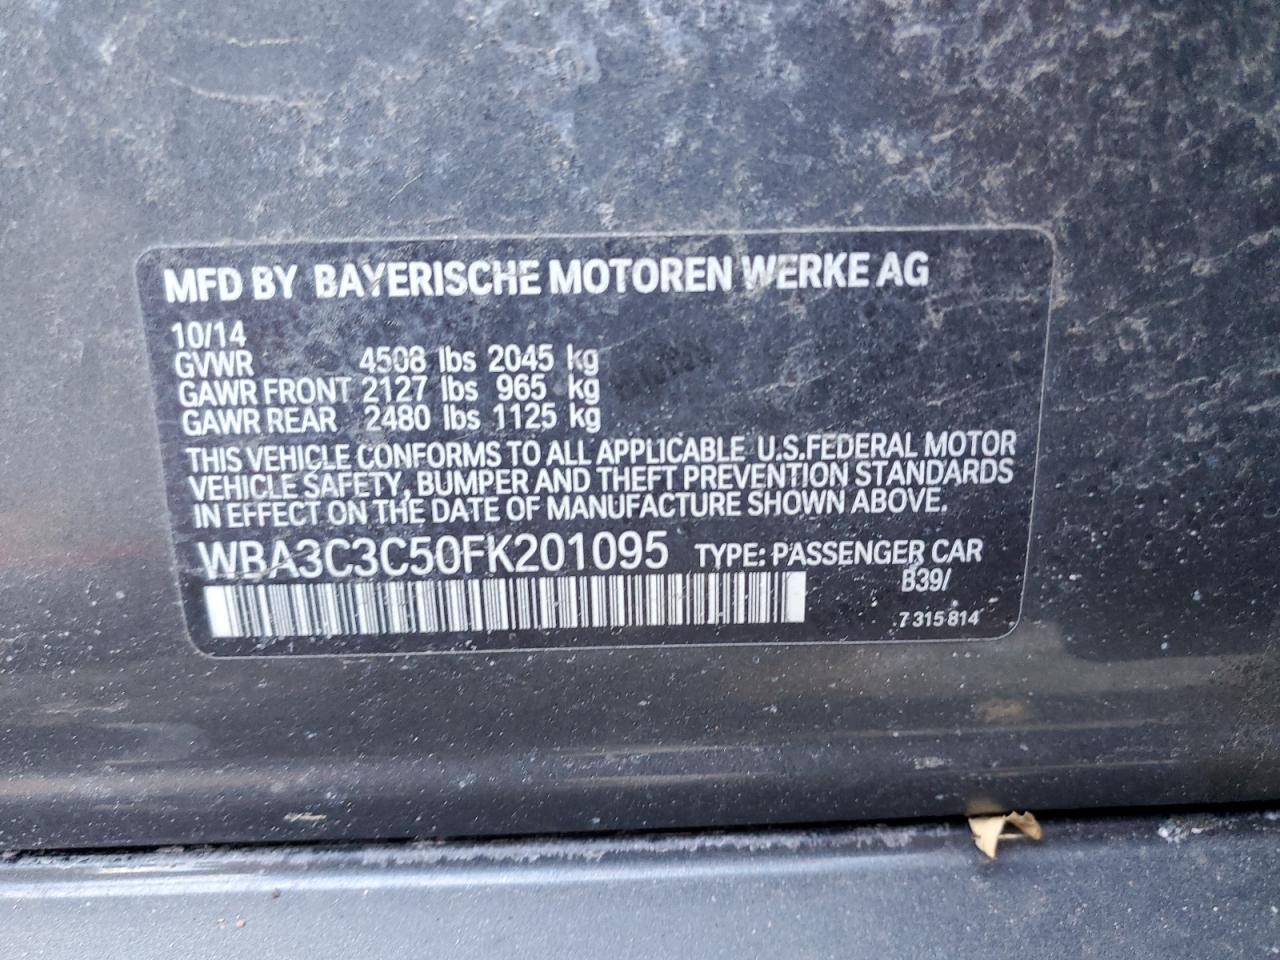 MFD BY BAYERISCHE MOTOREN WERKE AG
10/14
GVWR 4508 lbs 2045 kg
GAWR FRONT 2127 lbs 965 kg
GAWR REAR 2480 lbs 1125 kg
THIS VEHICLE CONFORMS TO ALL APPLICABLE U.S.FEDERAL MOTOR
VEHICLE SAFETY, BUMPER AND THEFT PREVENTION STANDARDS
IN EFFECT ON THE DATE OF MANUFACTURE SHOWN ABOVE.
WBA3C3C50FK201095 TYPE: PASSENGER CAR
B39/
7 315 814